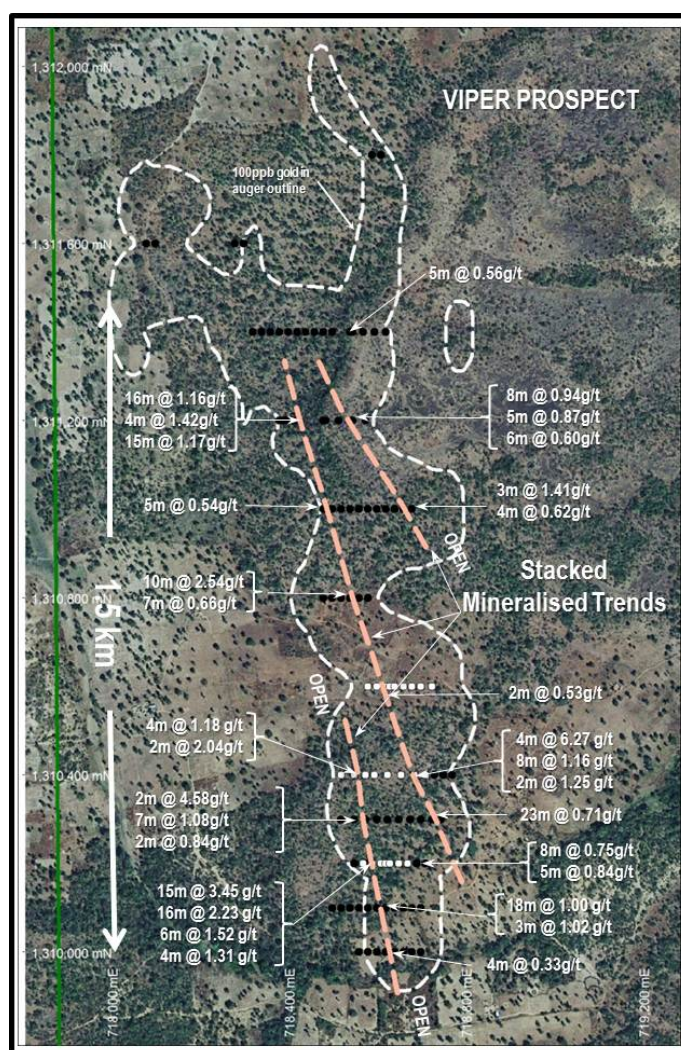 1,312,000 mN
VIPER PROSPECT
100ppb gold in
auger outline
1,311,600 mN
5m @ 0.56g/t
16m @ 1.16g/t
4m @ 1.42g/t
15m @ 1.17g/t
8m @ 0.94g/t
5m @ 0.87g/t
6m @ 0.60g/t
1,311,200 mN
5m @ 0.54g/t
3m @ 1.41g/t
4m @ 0.62g/t
OPEN
Stacked
Mineralised Trends
10m @ 2.54g/t
7m @ 0.66g/t
1,310,800 mN
1.5 km
OPEN
2m @ 0.53g/t
4m @ 1.18 g/t
2m @ 2.04g/t
4m @ 6.27 g/t
8m @ 1.16 g/t
2m @ 1.25 g/t
1,310,400 mN
2m @ 4.58g/t
7m @ 1.08g/t
2m @ 0.84g/t
23m @ 0.71g/t
8m @ 0.75g/t
5m @ 0.84g/t
15m @ 3.45 g/t
16m @ 2.23 g/t
6m @ 1.52 g/t
4m @ 1.31 g/t
18m @ 1.00 g/t
3m @ 1.02 g/t
1,310,000 mN
4m @ 0.33g/t
OPEN
718,000 mE
718,400 mE
718,800 mE
719,200 mE